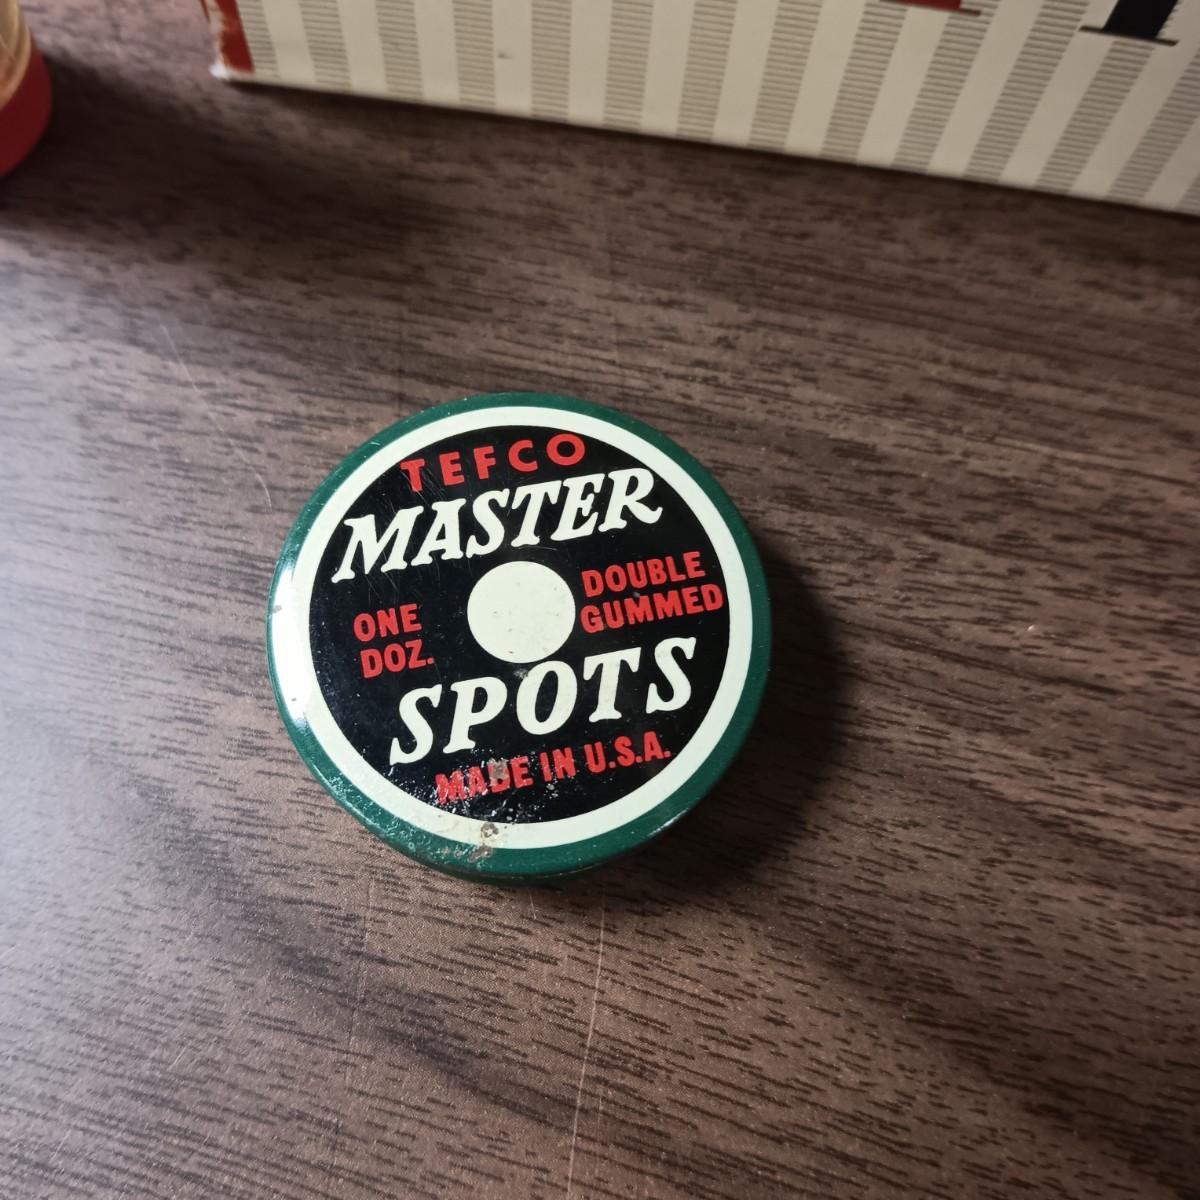 TEFCO
MASTER
ONE
DOZ.
DOUBLE
GUMMED
SPOTS
MADE IN U.S.A.